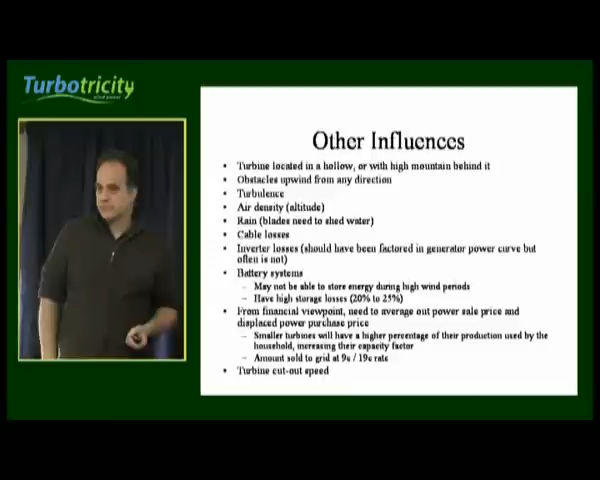 Turbotricity
wind power
Other Influences
• Turbine located in a hollow, or with high mountain behind it
• Obstacles upwind from any direction
• Turbulence
• Air density (altitude)
• Rain (blades need to shed water)
• Cable losses
• Inverter losses (should have been factored in generator power curve but
often is not)
• Battery systems
– May not be able to store energy during high wind periods
– Have high storage losses (20% to 25%)
• From financial viewpoint, need to average out power sale price and
displaced power purchase price
– Smaller turbines will have a higher percentage of their production used by the
household, increasing their capacity factor
– Amount sold to grid at 9c / 19c rate
• Turbine cut-out speed